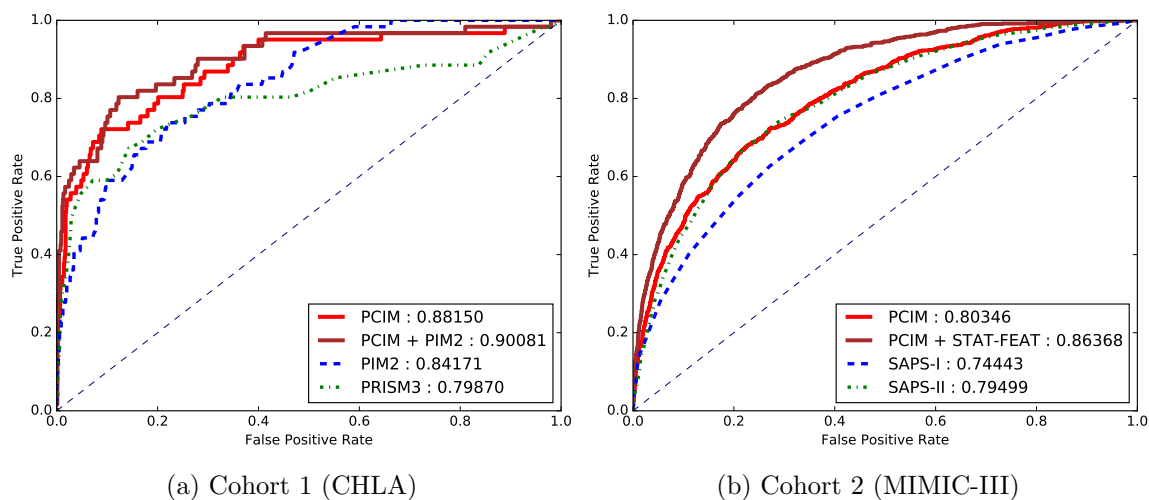 1.0
0.8
0.6
0.4
0.2
0.0
True Positive Rate
0.0 0.2 0.4 0.6 0.8 1.0
False Positive Rate
PCIM : 0.88150
PCIM + PIM2 : 0.90081
PIM2 : 0.84171
PRISM3 : 0.79870
(a) Cohort 1 (CHLA)
1.0
0.8
0.6
0.4
0.2
0.0
True Positive Rate
0.0 0.2 0.4 0.6 0.8 1.0
False Positive Rate
PCIM : 0.80346
PCIM + STAT-FEAT : 0.86368
SAPS-I : 0.74443
SAPS-II : 0.79499
(b) Cohort 2 (MIMIC-III)